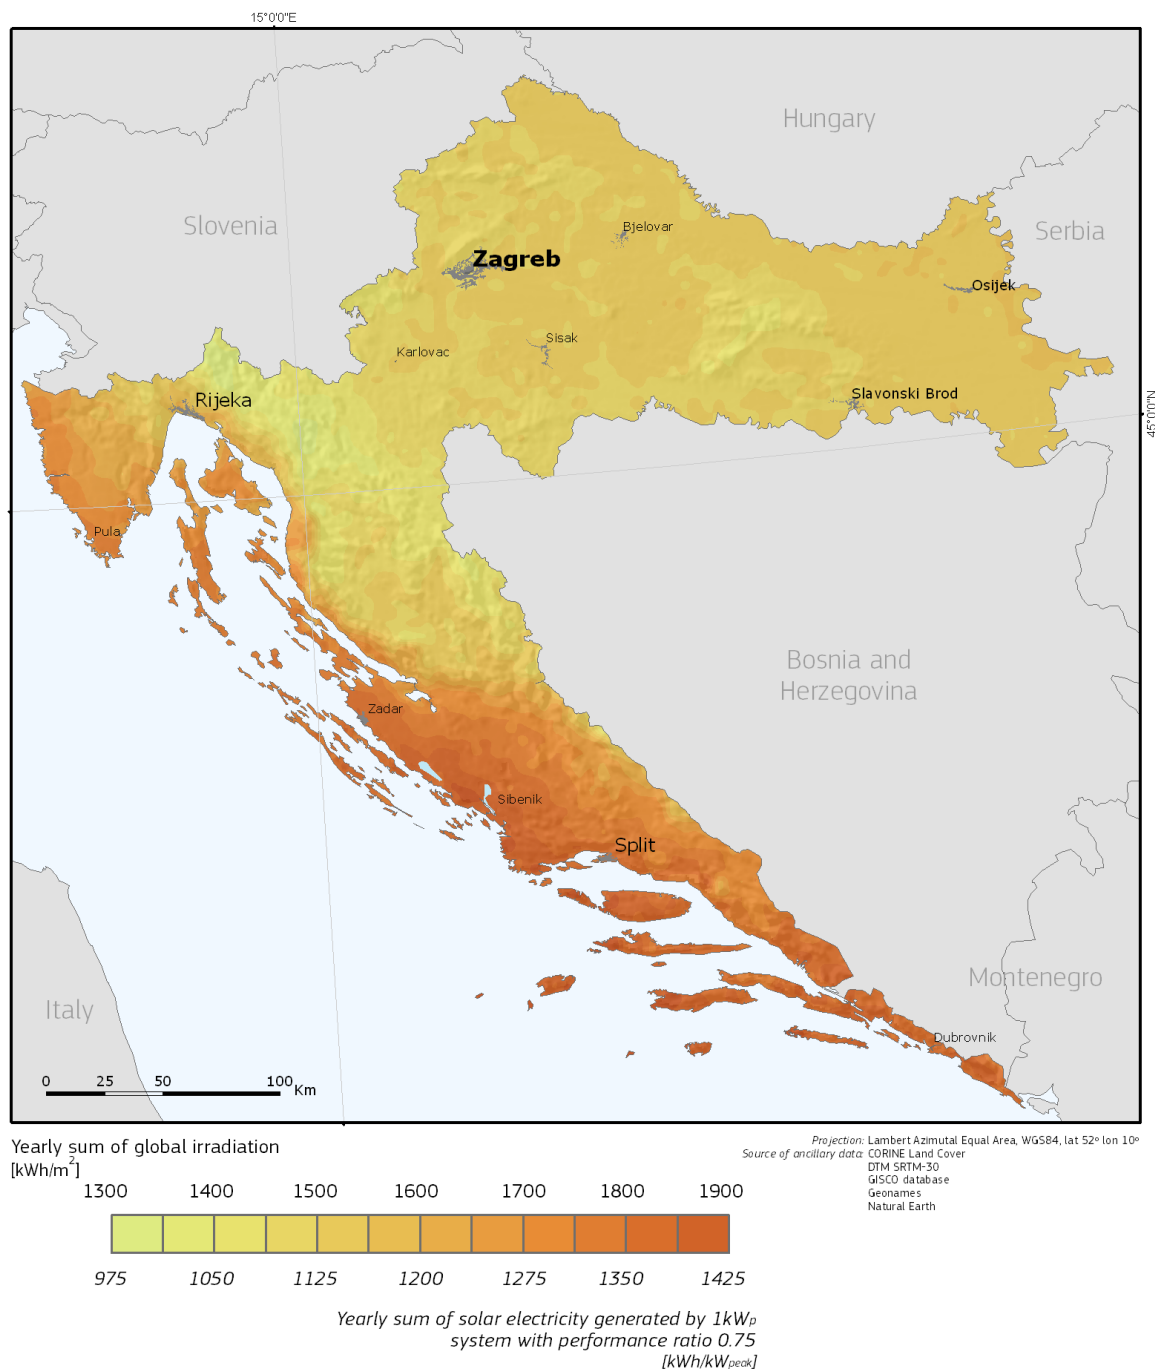 15°0'0"E
Hungary
Slovenia
Serbia
Bjelovar
Zagreb
Osijek
Sisak
Karlovac
Slavonski Brod
Rijeka
45°0'0"N
Pula
Bosnia and
Herzegovina
Zadar
Sibenik
Split
Montenegro
Italy
Dubrovnik
0 25 50 100 Km
Yearly sum of global irradiation
[kWh/m2]
1300 1400 1500 1600 1700 1800 1900
975 1050 1125 1200 1275 1350 1425
Yearly sum of solar electricity generated by 1kWp
system with performance ratio 0.75
[kWh/kWpeak]
Projection: Lambert Azimutal Equal Area, WGS84, lat 52º lon 10º
Source of ancillary data: CORINE Land Cover
DTM SRTM-30
GISCO database
Geonames
Natural Earth